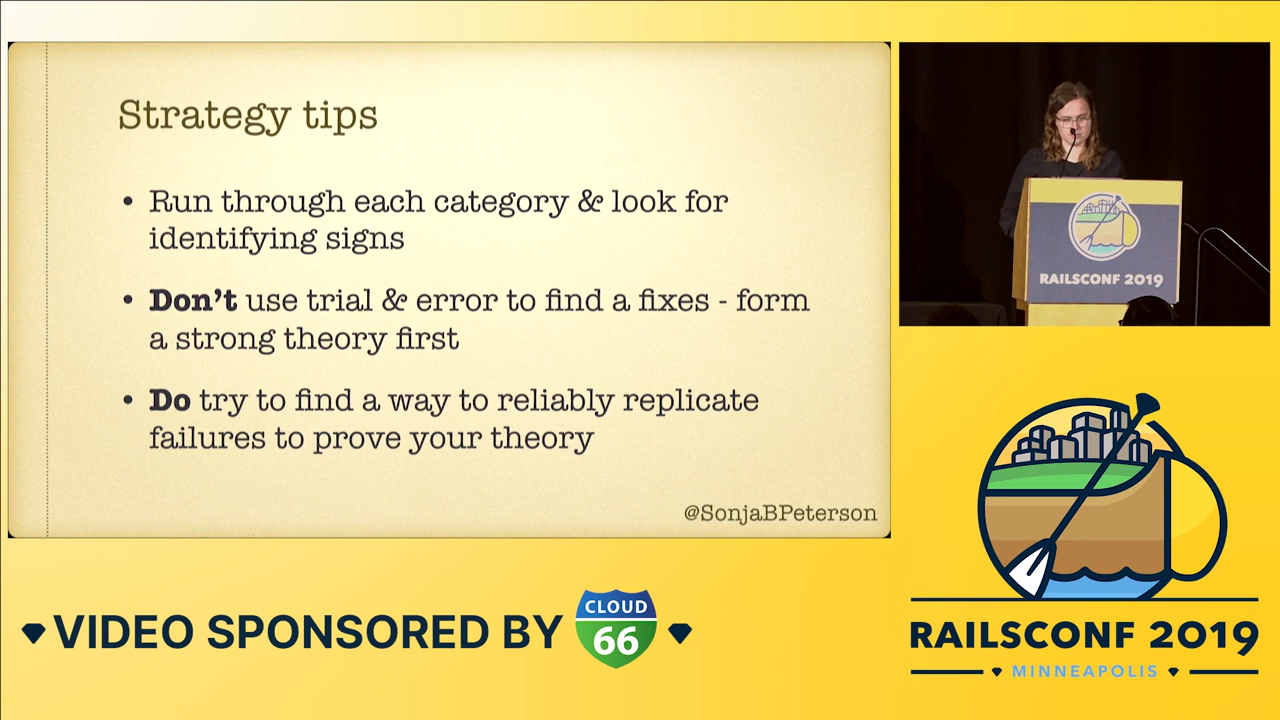 Strategy tips
• Run through each category & look for
identifying signs
• Don't use trial & error to find a fixes - form
a strong theory first
• Do try to find a way to reliably replicate
failures to prove your theory
@SonjaBPeterson
RAILSCONF 2019
VIDEO SPONSORED BY
CLOUD
66
RAILSCONF 2019
MINNEAPOLIS